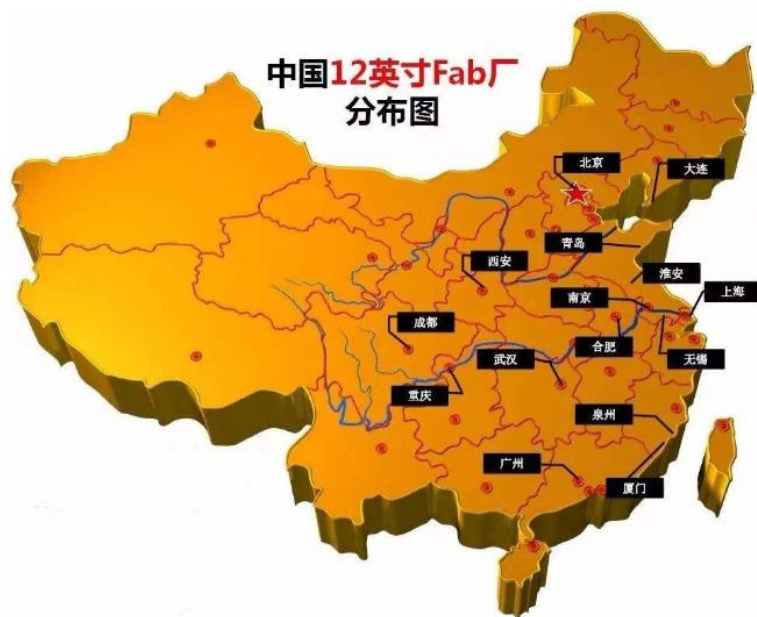 中国12英寸Fab厂
分布图
北京
大连
青岛
西安
淮安
上海
南京
成都
合肥
无锡
武汉
重庆
泉州
广州
厦门